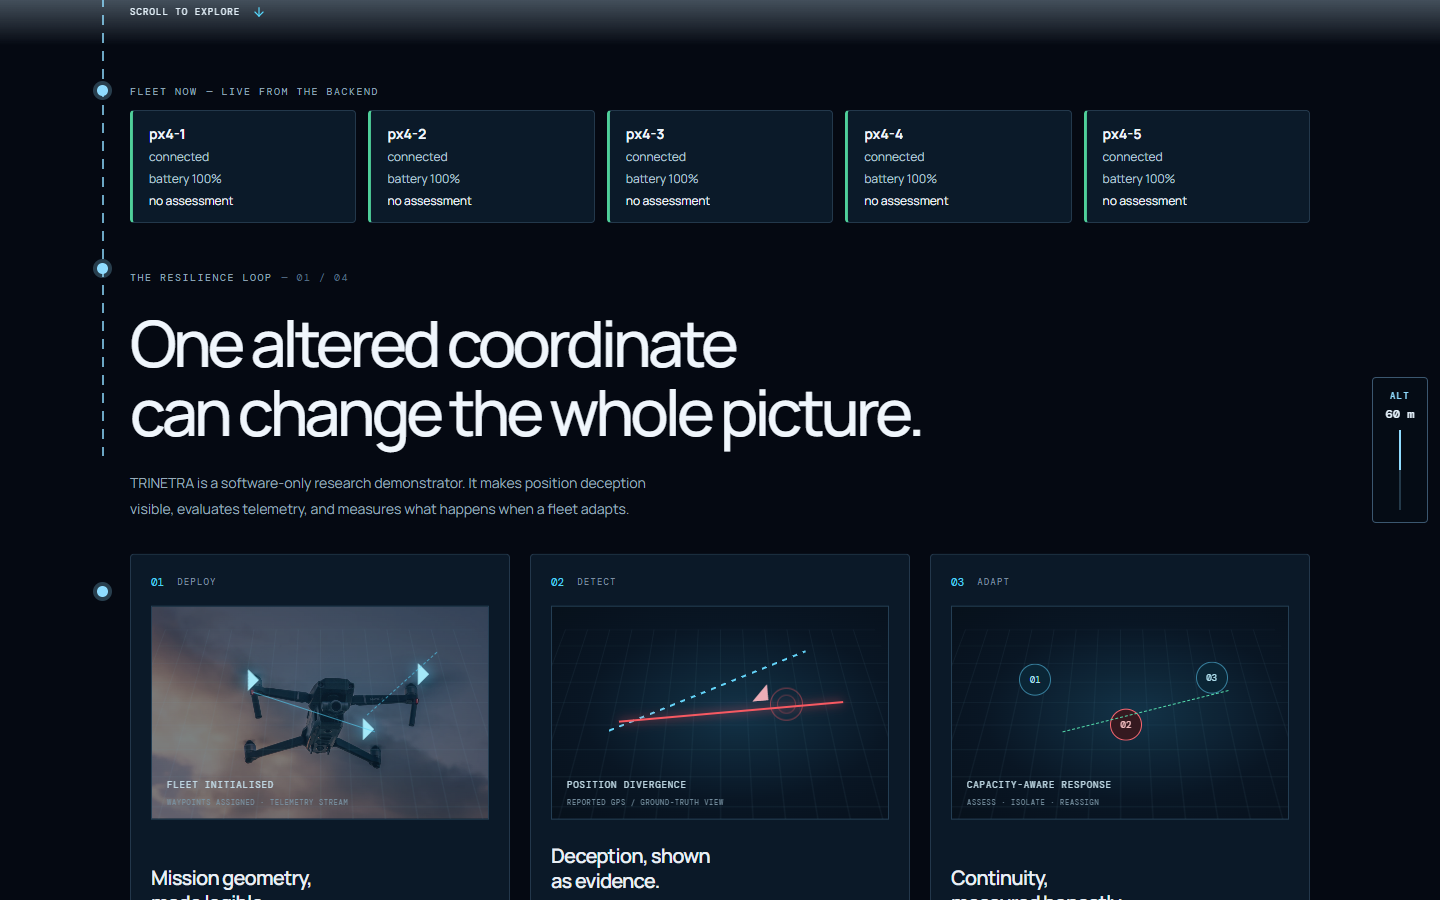 SCROLL TO EXPLORE ↓
FLEET NOW — LIVE FROM THE BACKEND
px4-1
connected
battery 100%
no assessment
px4-2
connected
battery 100%
no assessment
px4-3
connected
battery 100%
no assessment
px4-4
connected
battery 100%
no assessment
px4-5
connected
battery 100%
no assessment
THE RESILIENCE LOOP — 01 / 04
One altered coordinate
can change the whole picture.
ALT
60 m
TRINETRA is a software-only research demonstrator. It makes position deception
visible, evaluates telemetry, and measures what happens when a fleet adapts.
01 DEPLOY
FLEET INITIALISED
WAYPOINTS ASSIGNED · TELEMETRY STREAM
Mission geometry,
made legible.
02 DETECT
POSITION DIVERGENCE
REPORTED GPS / GROUND-TRUTH VIEW
Deception, shown
as evidence.
03 ADAPT
01
03
02
CAPACITY-AWARE RESPONSE
ASSESS · ISOLATE · REASSIGN
Continuity,
measured honestly.